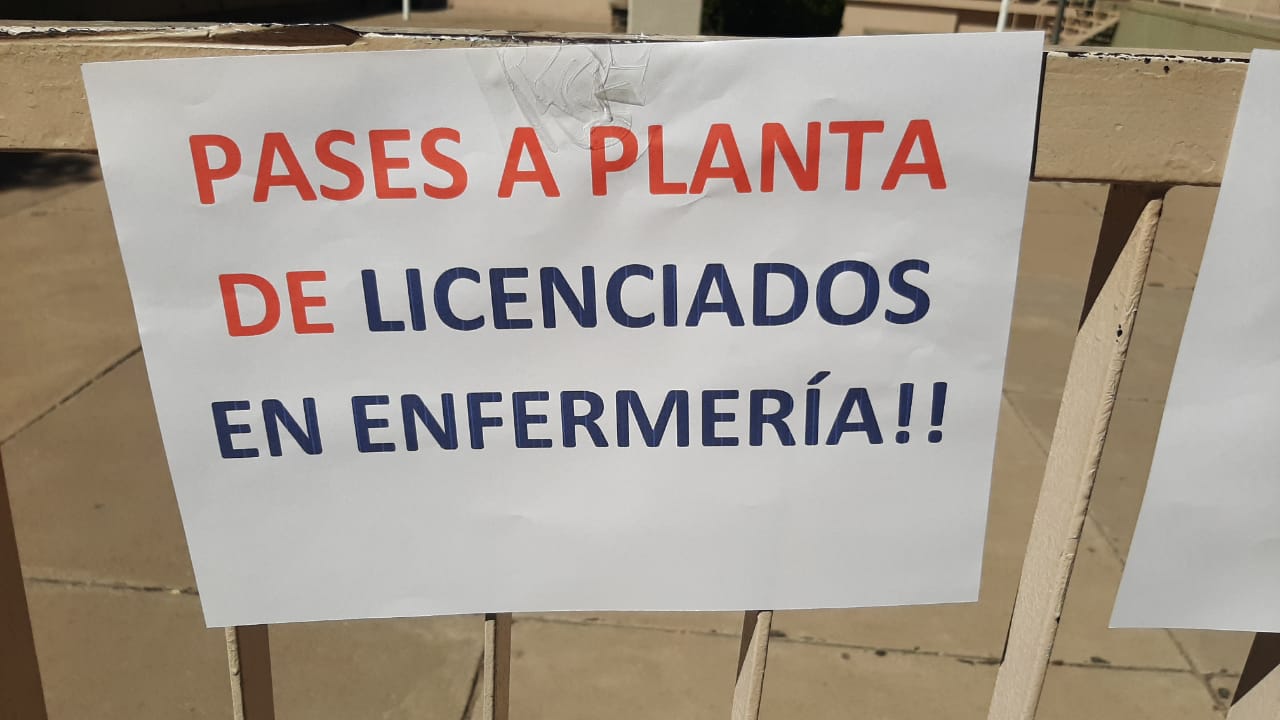 PASES A PLANTA
DE LICENCIADOS
EN ENFERMERÍA!!